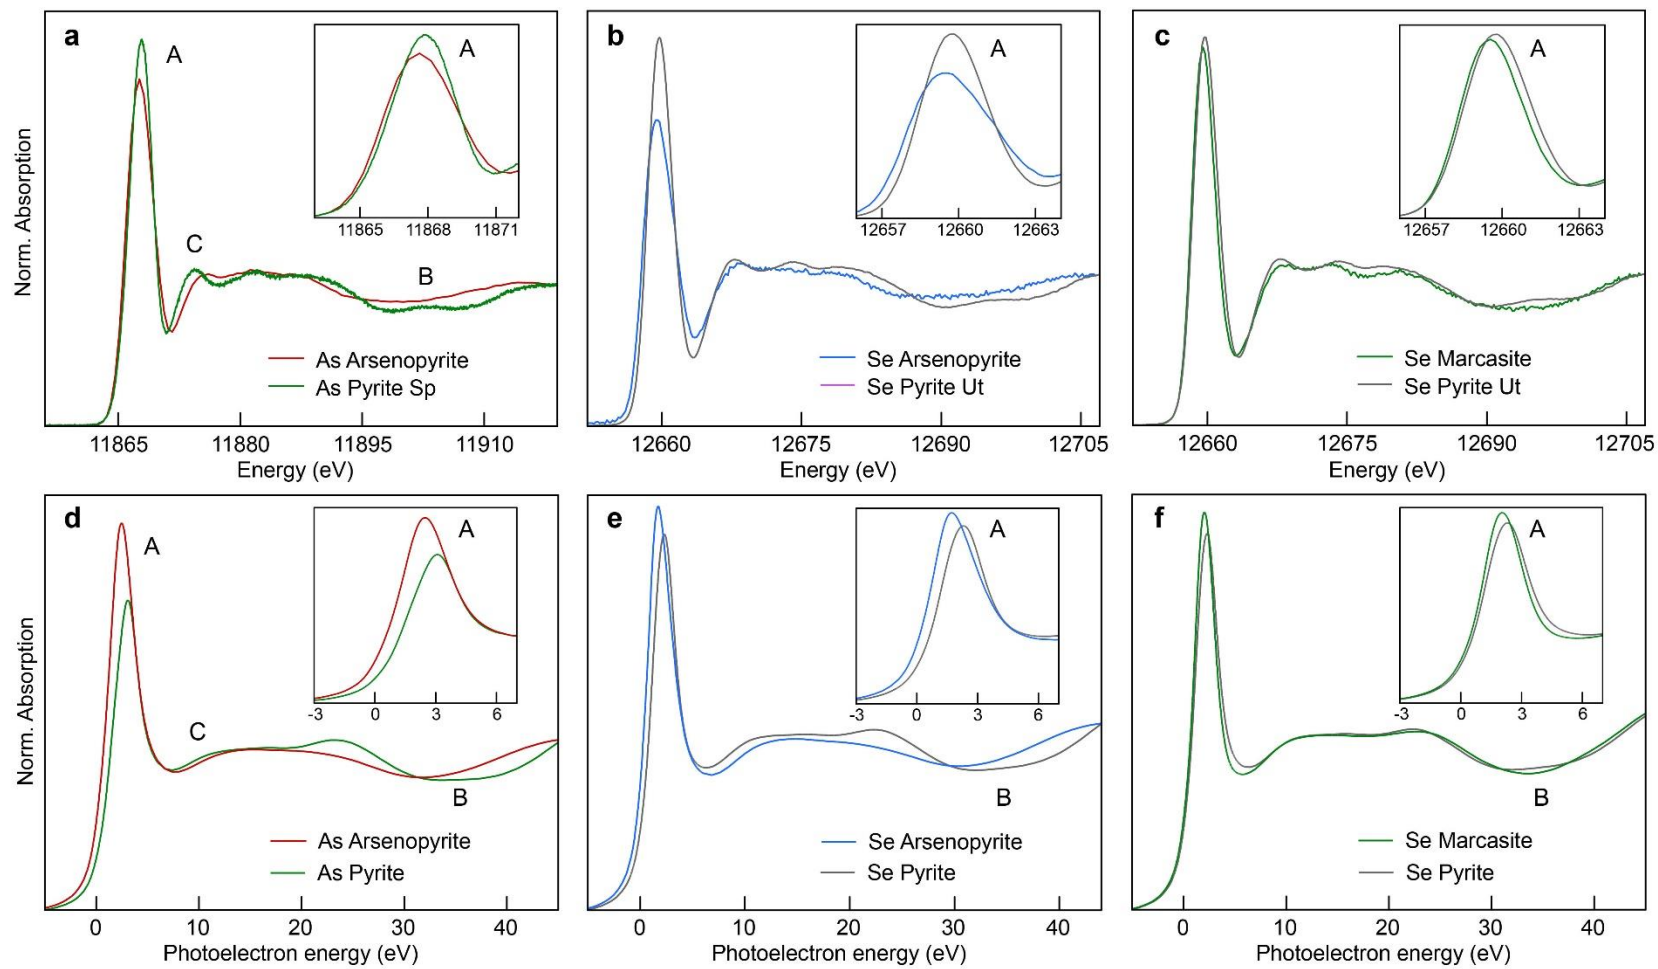 a
A
C
B
A
11865 11868 11871
As Arsenopyrite
As Pyrite Sp
Norm. Absorption
11865 11880 11895 11910
Energy (eV)
b
A
12657 12660 12663
Se Arsenopyrite
Se Pyrite Ut
12660 12675 12690 12705
Energy (eV)
c
A
12657 12660 12663
Se Marcasite
Se Pyrite Ut
12660 12675 12690 12705
Energy (eV)
d
A
C
B
A
-3 0 3 6
As Arsenopyrite
As Pyrite
Norm. Absorption
0 10 20 30 40
Photoelectron energy (eV)
e
A
-3 0 3 6
B
Se Arsenopyrite
Se Pyrite
0 10 20 30 40
Photoelectron energy (eV)
f
A
-3 0 3 6
B
Se Marcasite
Se Pyrite
0 10 20 30 40
Photoelectron energy (eV)